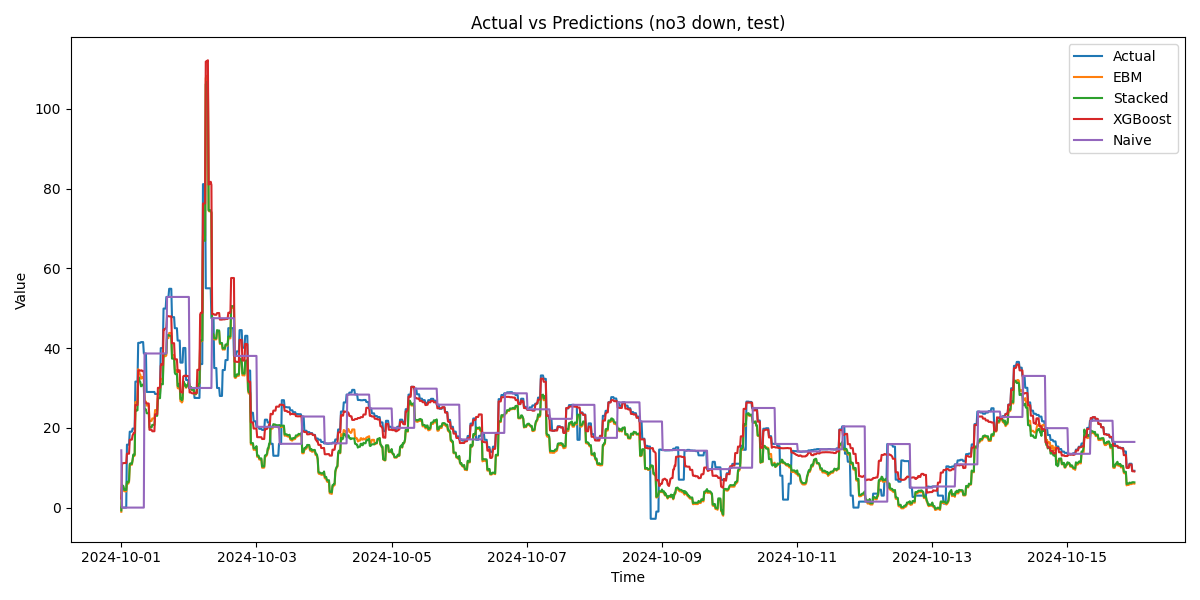 Actual vs Predictions (no3 down, test)
Actual
EBM
Stacked
XGBoost
Naive
Value
100
80
60
40
20
0
2024-10-01 2024-10-03 2024-10-05 2024-10-07 2024-10-09 2024-10-11 2024-10-13 2024-10-15
Time